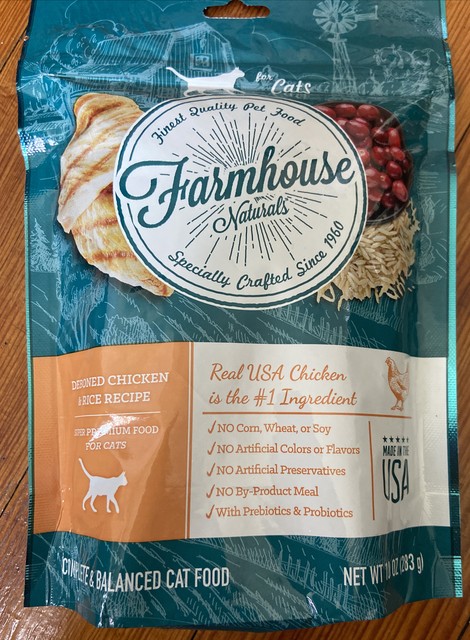 for Cats
Finest Quality Pet Food
Farmhouse
Naturals
Specially Crafted Since 1960
DEBONED CHICKEN
& RICE RECIPE
SUPER PREMIUM FOOD
FOR CATS
Real USA Chicken
is the #1 Ingredient
✓NO Corn, Wheat, or Soy
✓NO Artificial Colors or Flavors
✓NO Artificial Preservatives
✓NO By-Product Meal
✓With Prebiotics & Probiotics
MADE IN THE
USA
COMPLETE & BALANCED CAT FOOD
NET WT 10 OZ (283 g)